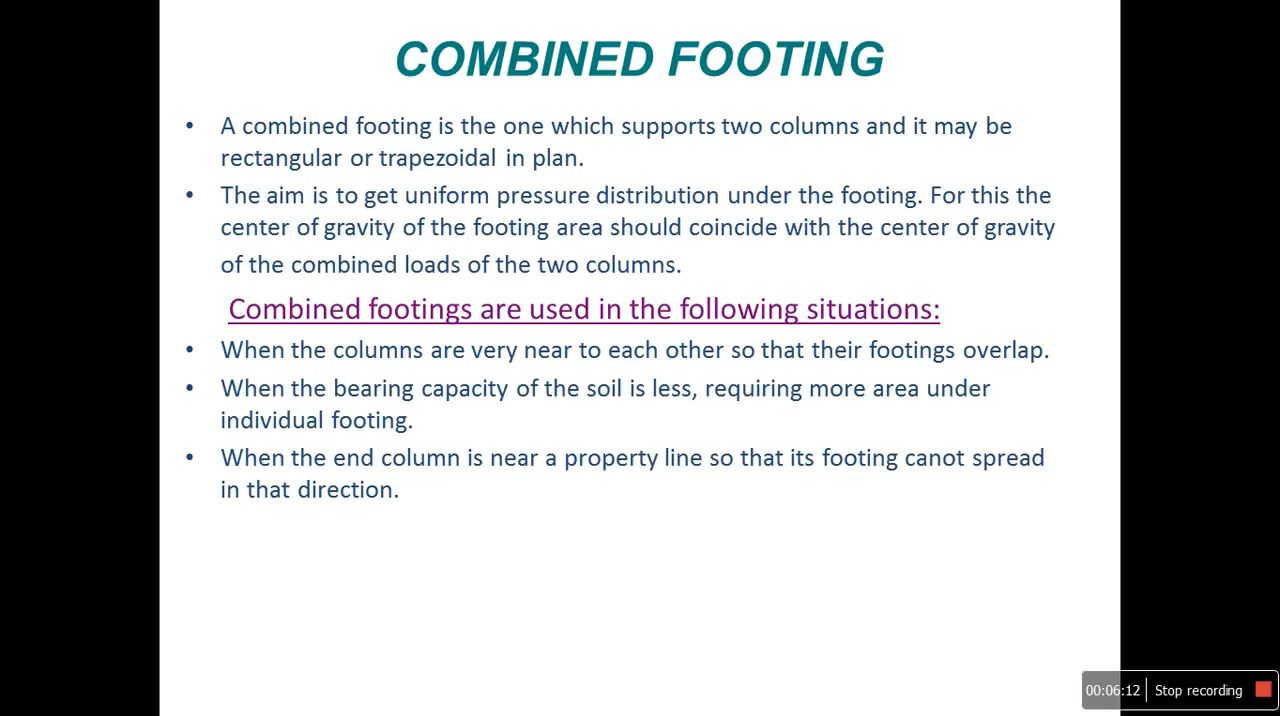 COMBINED FOOTING
• A combined footing is the one which supports two columns and it may be
rectangular or trapezoidal in plan.
• The aim is to get uniform pressure distribution under the footing. For this the
center of gravity of the footing area should coincide with the center of gravity
of the combined loads of the two columns.
Combined footings are used in the following situations:
• When the columns are very near to each other so that their footings overlap.
• When the bearing capacity of the soil is less, requiring more area under
individual footing.
• When the end column is near a property line so that its footing canot spread
in that direction.
00:06:12 Stop recording